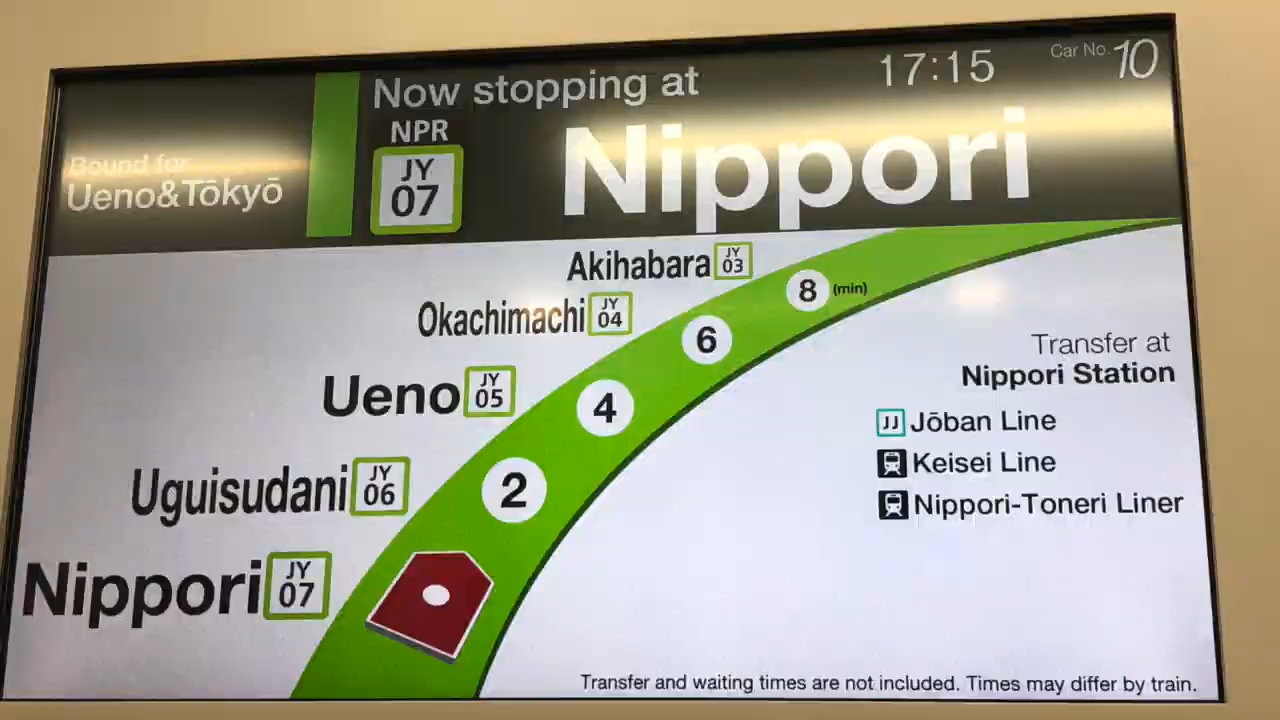 Now stopping at
17:15
Car No. 10
Bound for
Ueno&Tōkyō
NPR
JY
07
Nippori
Akihabara JY 03
8 (min)
Okachimachi JY 04
6
Ueno JY 05
4
Uguisudani JY 06
2
Nippori JY 07
Transfer at
Nippori Station
JJ Jōban Line
Keisei Line
Nippori-Toneri Liner
Transfer and waiting times are not included. Times may differ by train.